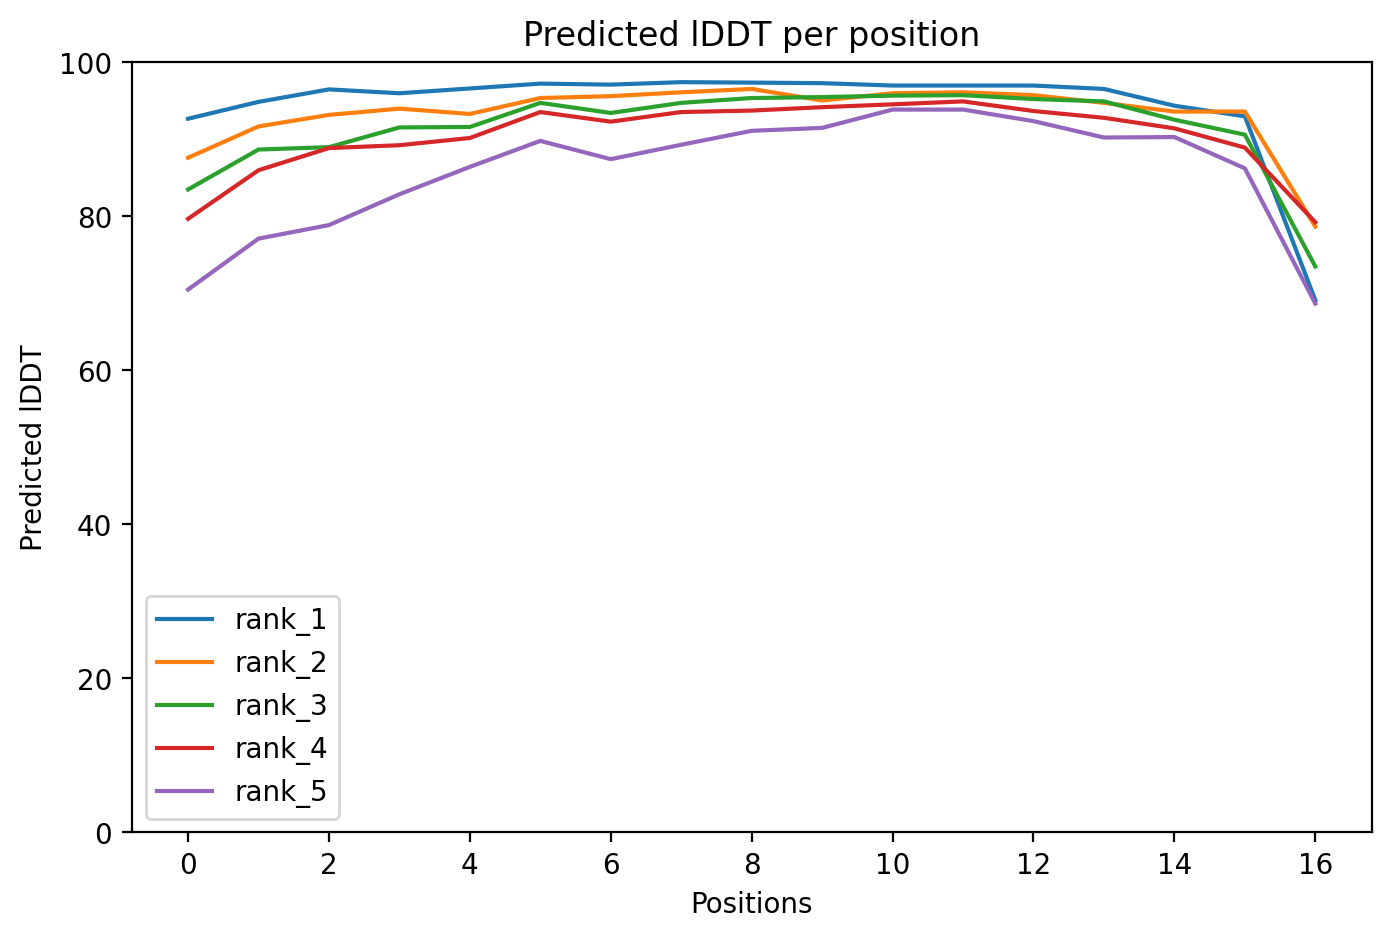 Predicted lDDT per position
100
80
60
40
20
0
Predicted lDDT
rank_1
rank_2
rank_3
rank_4
rank_5
0 2 4 6 8 10 12 14 16
Positions